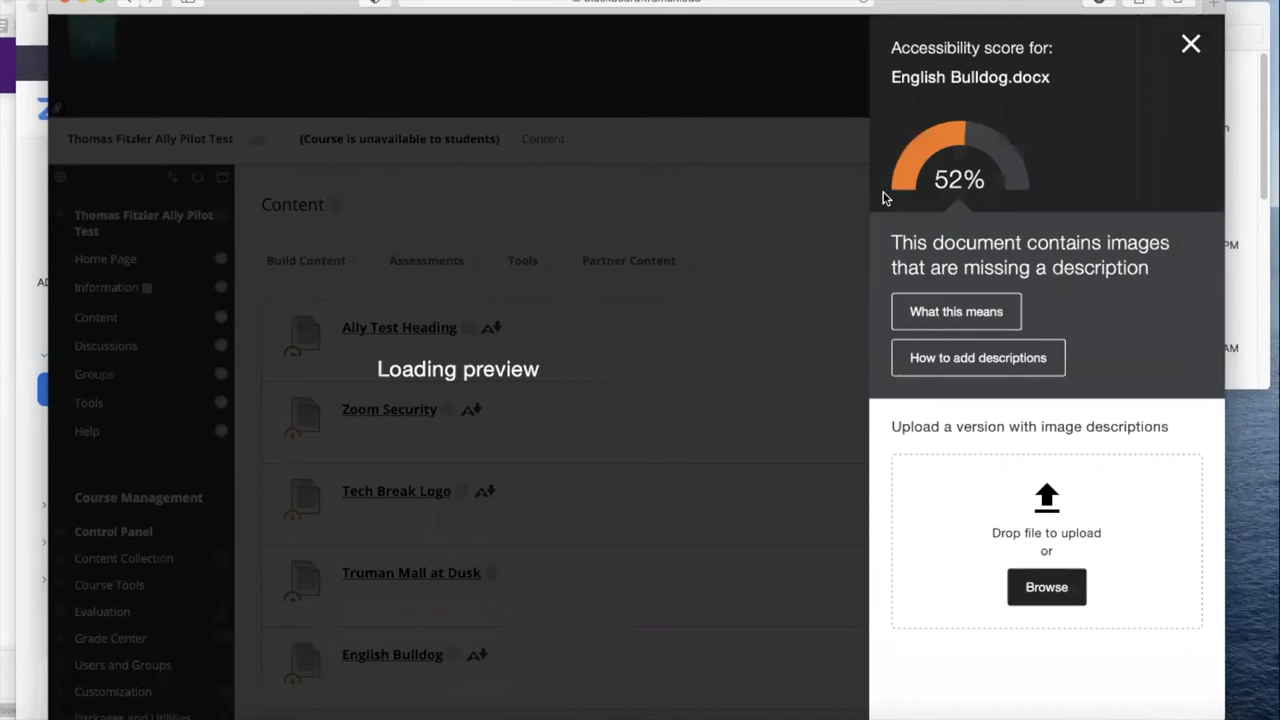 Accessibility score for:
English Bulldog.docx
52%
This document contains images
that are missing a description
What this means
How to add descriptions
Upload a version with image descriptions
Drop file to upload
or
Browse
Thomas Fitzler Ally Pilot Test
(Course is unavailable to students)
Content
Thomas Fitzler Ally Pilot
Test
Home Page
Information
Content
Discussions
Groups
Tools
Help
Course Management
Control Panel
Content Collection
Course Tools
Evaluation
Grade Center
Users and Groups
Customization
Packages and Utilities
Content
Build Content
Assessments
Tools
Partner Content
Ally Test Heading
Loading preview
Zoom Security
Tech Break Logo
Truman Mall at Dusk
English Bulldog
PM
AM